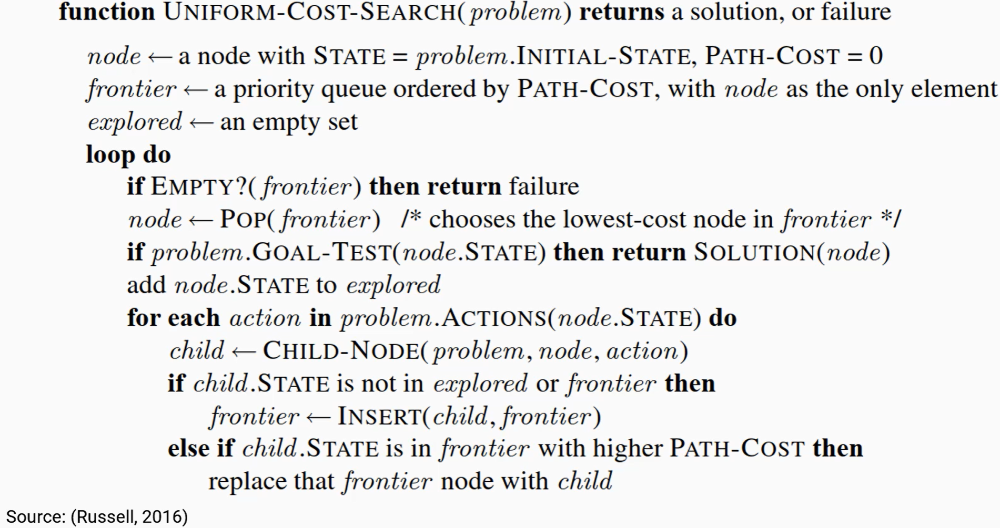 function UNIFORM-COST-SEARCH(problem) returns a solution, or failure
node ← a node with STATE = problem.INITIAL-STATE, PATH-COST = 0
frontier ← a priority queue ordered by PATH-COST, with node as the only element
explored ← an empty set
loop do
if EMPTY?(frontier) then return failure
node ← POP(frontier) /* chooses the lowest-cost node in frontier */
if problem.GOAL-TEST(node.STATE) then return SOLUTION(node)
add node.STATE to explored
for each action in problem.ACTIONS(node.STATE) do
child ← CHILD-NODE(problem, node, action)
if child.STATE is not in explored or frontier then
frontier ← INSERT(child, frontier)
else if child.STATE is in frontier with higher PATH-COST then
replace that frontier node with child
Source: (Russell, 2016)